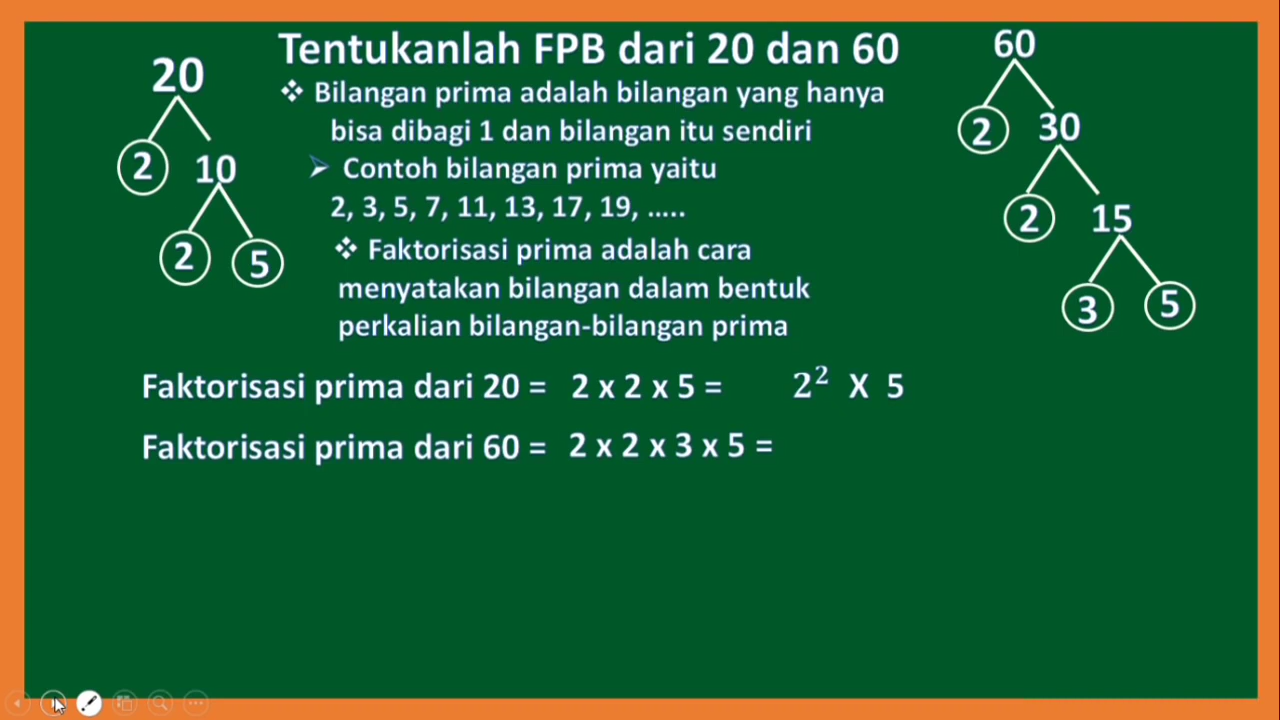 Tentukanlah FPB dari 20 dan 60
❖ Bilangan prima adalah bilangan yang hanya
bisa dibagi 1 dan bilangan itu sendiri
➢ Contoh bilangan prima yaitu
2, 3, 5, 7, 11, 13, 17, 19, .....
❖ Faktorisasi prima adalah cara
menyatakan bilangan dalam bentuk
perkalian bilangan-bilangan prima
20
2 10
2 5
60
2 30
2 15
3 5
Faktorisasi prima dari 20 = 2 x 2 x 5 = 2² X 5
Faktorisasi prima dari 60 = 2 x 2 x 3 x 5 =